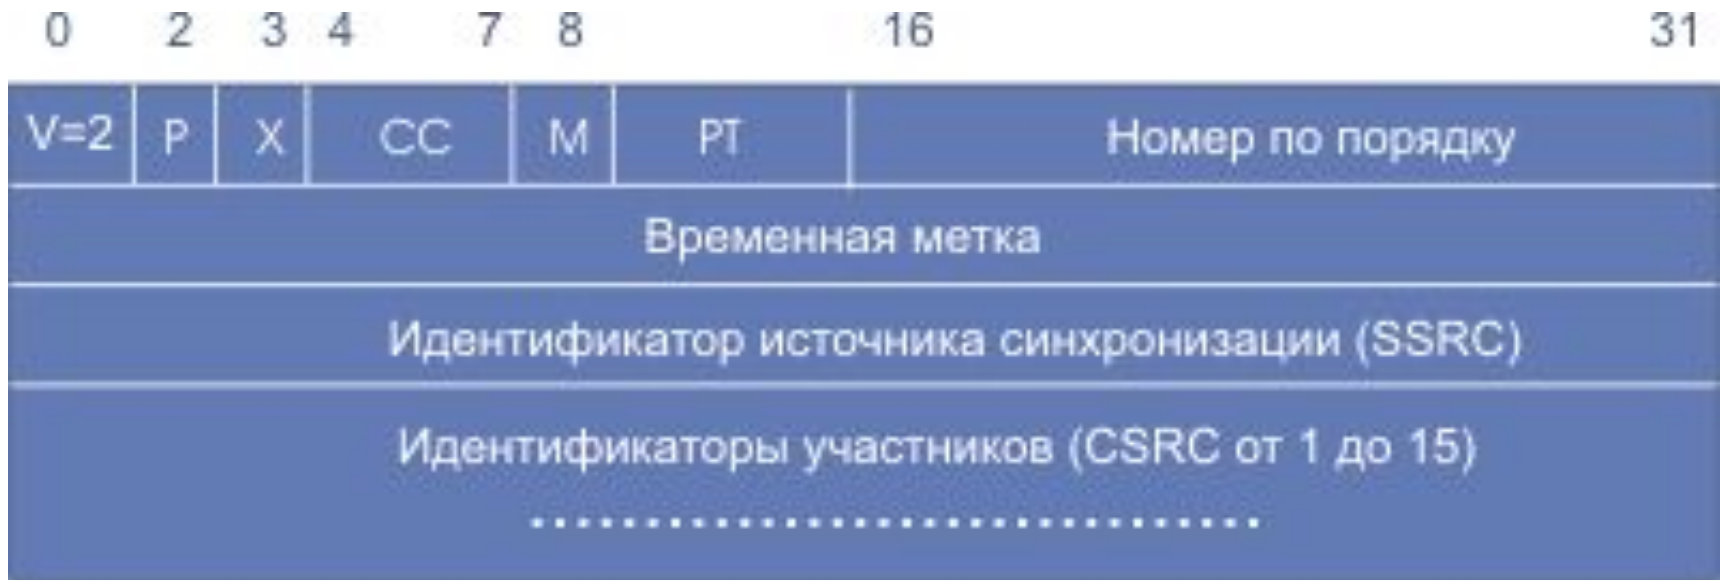 0 2 3 4 7 8 16 31
V=2 P X CC M PT Номер по порядку
Временная метка
Идентификатор источника синхронизации (SSRC)
Идентификаторы участников (CSRC от 1 до 15)
................................